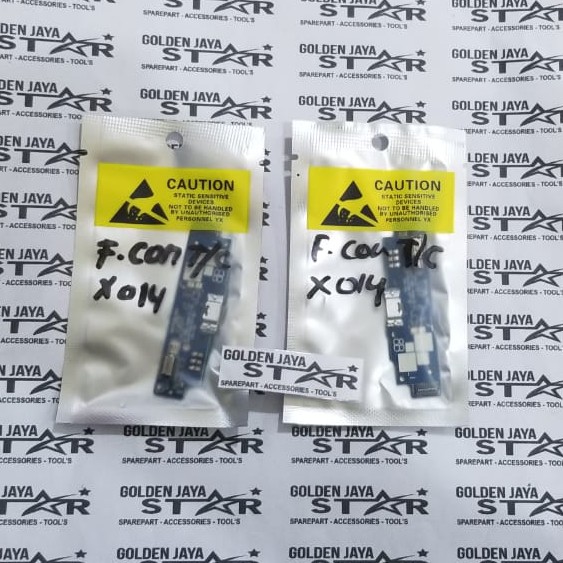 GOLDEN JAYA
STAR
SPAREPART - ACCESSORIES - TOOL'S
CAUTION
STATIC SENSITIVE
DEVICES
NOT TO BE HANDLED
BY UNAUTHORISED
PERSONNEL YX
F. Con T/C
X014
CAUTION
STATIC SENSITIVE
DEVICES
NOT TO BE HANDLED
BY UNAUTHORISED
PERSONNEL YX
F. Con T/C
X014
GOLDEN JAYA
STAR
SPAREPART - ACCESSORIES - TOOL'S